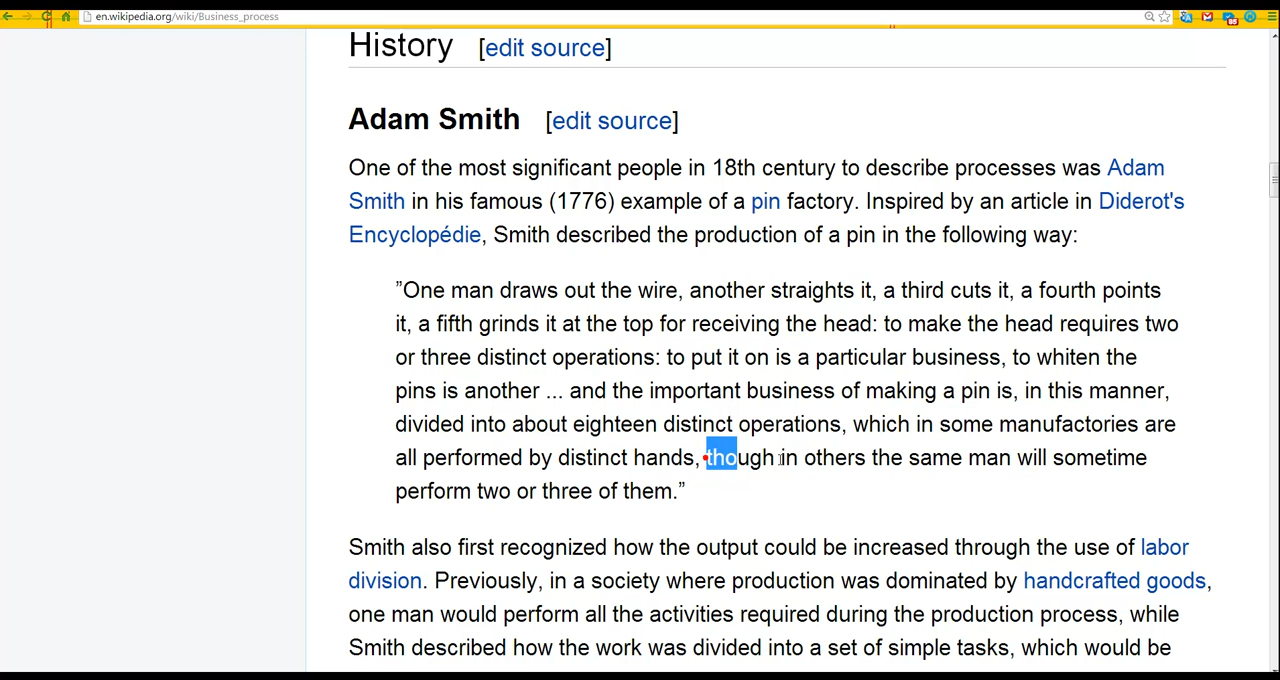 en.wikipedia.org/wiki/Business_process
85
History [edit source]
Adam Smith [edit source]
One of the most significant people in 18th century to describe processes was Adam
Smith in his famous (1776) example of a pin factory. Inspired by an article in Diderot's
Encyclopédie, Smith described the production of a pin in the following way:
”One man draws out the wire, another straights it, a third cuts it, a fourth points
it, a fifth grinds it at the top for receiving the head: to make the head requires two
or three distinct operations: to put it on is a particular business, to whiten the
pins is another ... and the important business of making a pin is, in this manner,
divided into about eighteen distinct operations, which in some manufactories are
all performed by distinct hands, though in others the same man will sometime
perform two or three of them.”
Smith also first recognized how the output could be increased through the use of labor
division. Previously, in a society where production was dominated by handcrafted goods,
one man would perform all the activities required during the production process, while
Smith described how the work was divided into a set of simple tasks, which would be